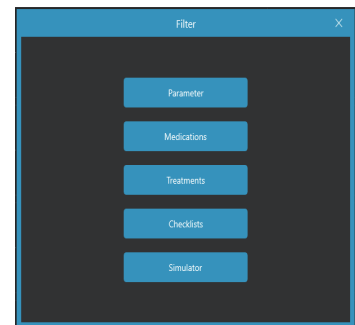 Filter X
Parameter
Medications
Treatments
Checklists
Simulator